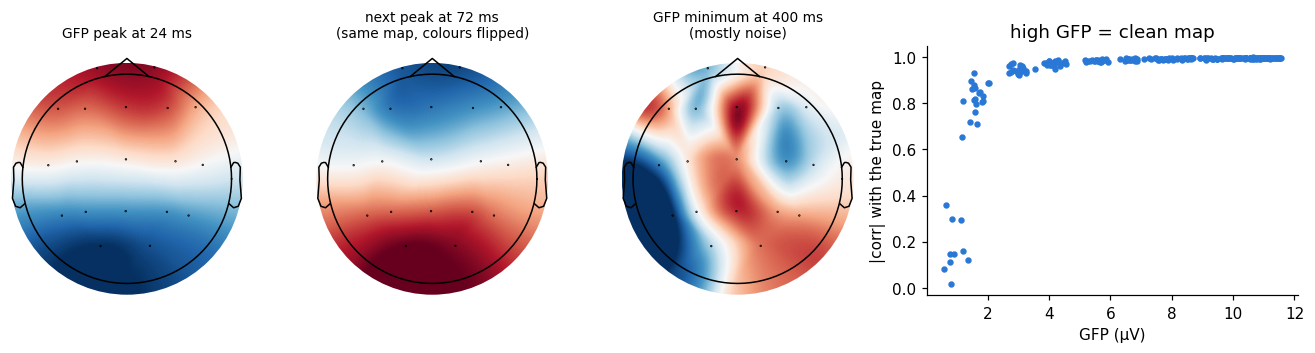 GFP peak at 24 ms
next peak at 72 ms
(same map, colours flipped)
GFP minimum at 400 ms
(mostly noise)
high GFP = clean map
|corr| with the true map
1.0
0.8
0.6
0.4
0.2
0.0
2
4
6
8
10
12
GFP (µV)